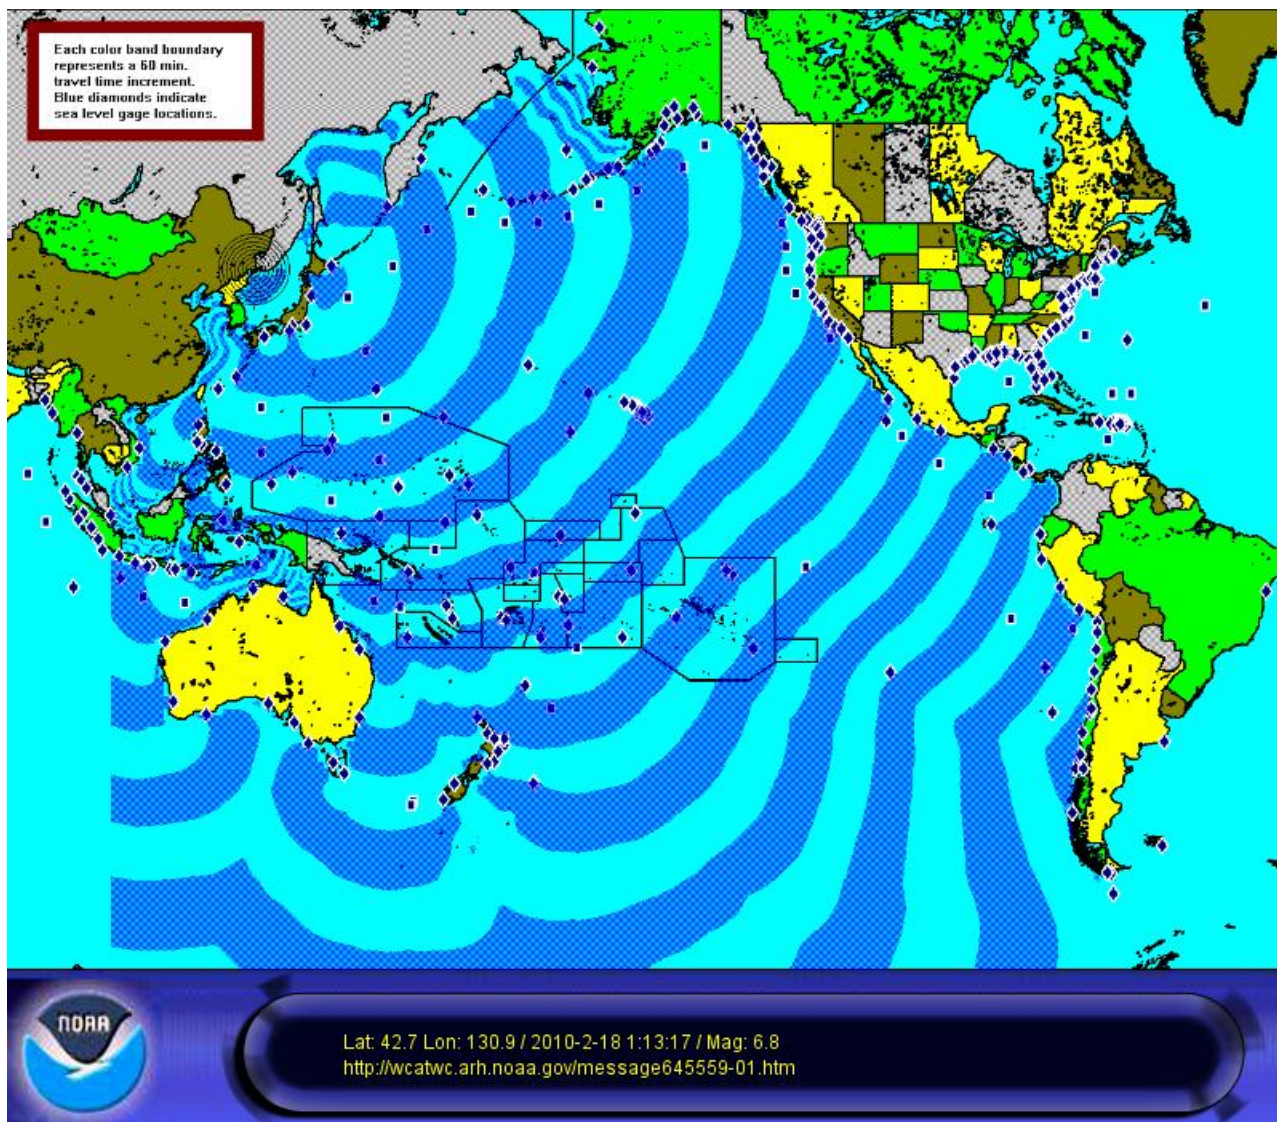 Each color band boundary
represents a 60 min.
travel time increment.
Blue diamonds indicate
sea level gage locations.
NOAA
Lat: 42.7 Lon: 130.9 / 2010-2-18 1:13:17 / Mag: 6.8
http://wcatwc.arh.noaa.gov/message645559-01.htm